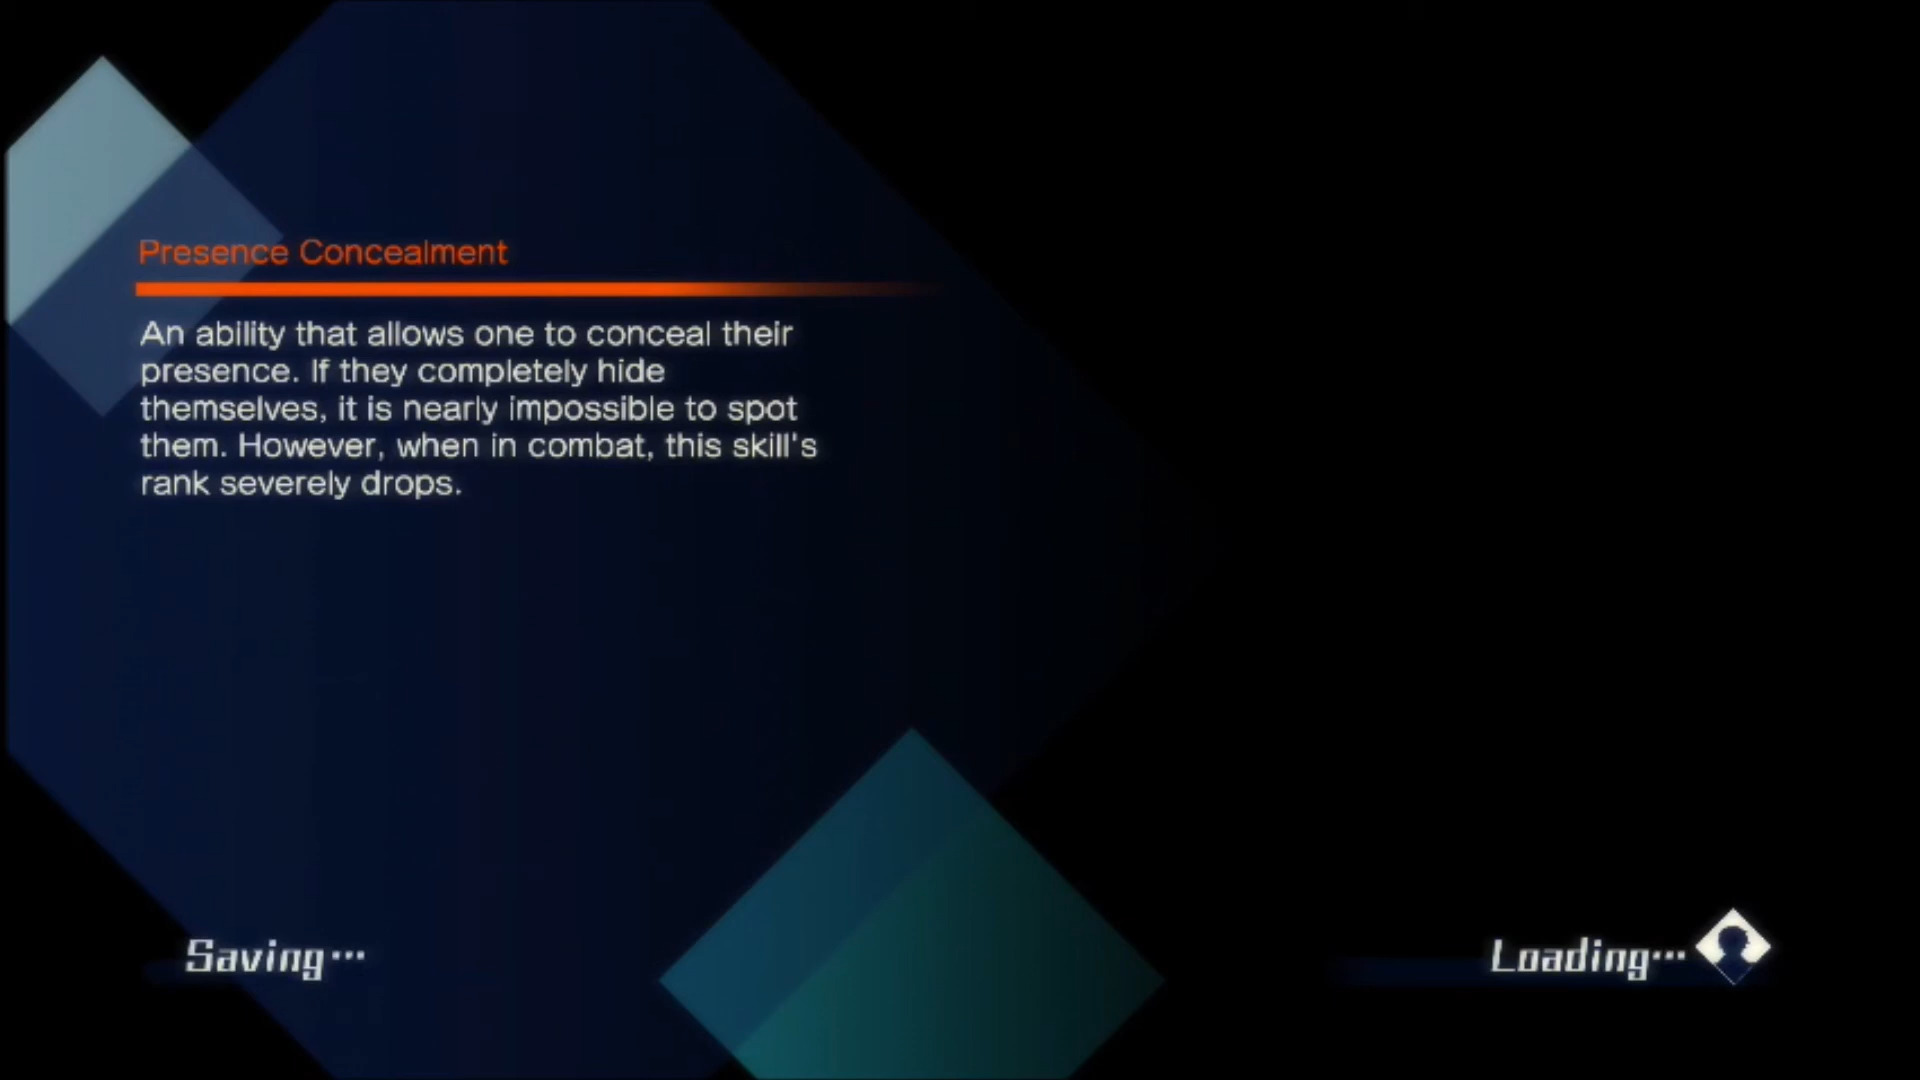 Presence Concealment
An ability that allows one to conceal their
presence. If they completely hide
themselves, it is nearly impossible to spot
them. However, when in combat, this skill's
rank severely drops.
Saving···
Loading···